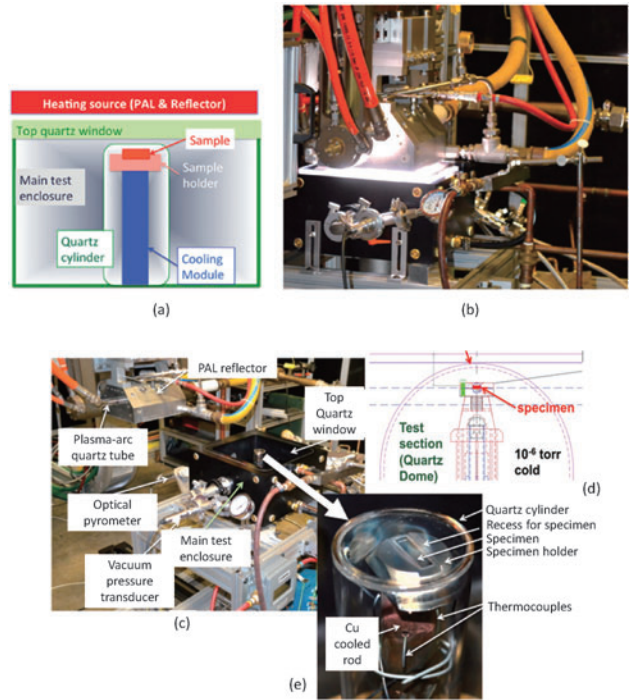 Heating source (PAL & Reflector)
Top quartz window
Sample
Sample
holder
Main test
enclosure
Quartz
cylinder
Cooling
Module
(a)
(b)
PAL reflector
Top
Quartz
window
Plasma-arc
quartz tube
Optical
pyrometer
Main test
enclosure
Vacuum
pressure
transducer
(c)
specimen
Test
section
(Quartz
Dome)
10⁻⁶ torr
cold
(d)
Quartz cylinder
Recess for specimen
Specimen
Specimen holder
Thermocouples
Cu
cooled
rod
(e)